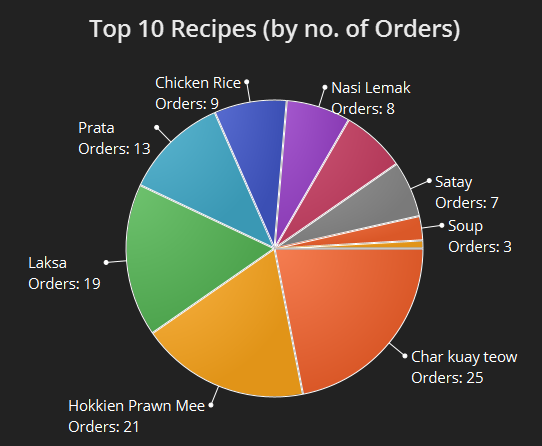 Top 10 Recipes (by no. of Orders)
Chicken Rice
Orders: 9
Nasi Lemak
Orders: 8
Prata
Orders: 13
Satay
Orders: 7
Soup
Orders: 3
Laksa
Orders: 19
Char kuay teow
Orders: 25
Hokkien Prawn Mee
Orders: 21